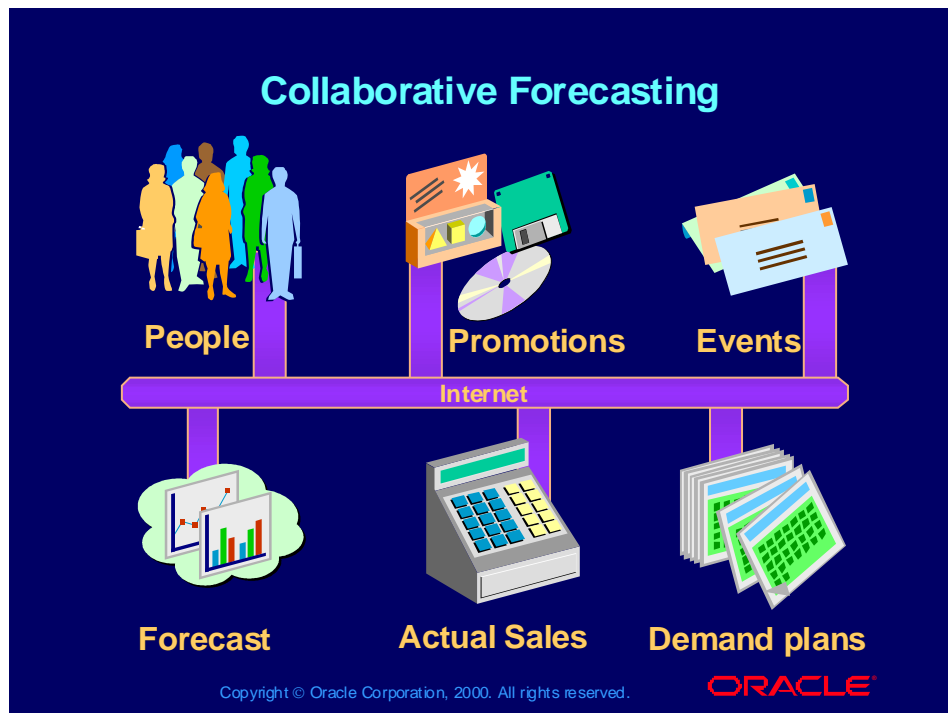 Collaborative Forecasting
People
Promotions
Events
Internet
Forecast
Actual Sales
Demand plans
Copyright © Oracle Corporation, 2000. All rights reserved.
ORACLE®